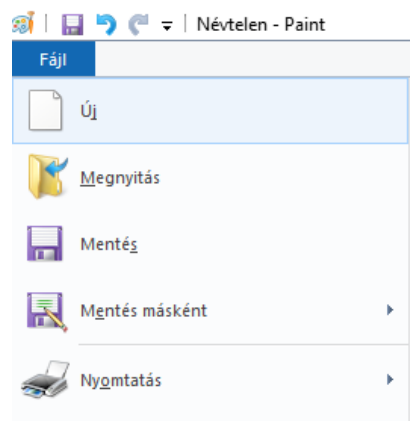 Névtelen - Paint
Fájl
Új
Megnyitás
Mentés
Mentés másként
Nyomtatás